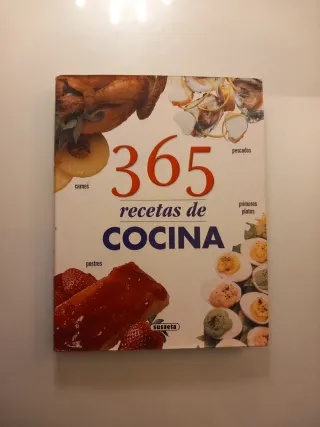 pescados
365
carnes
recetas de
primeros
platos
COCINA
postres
susaeta